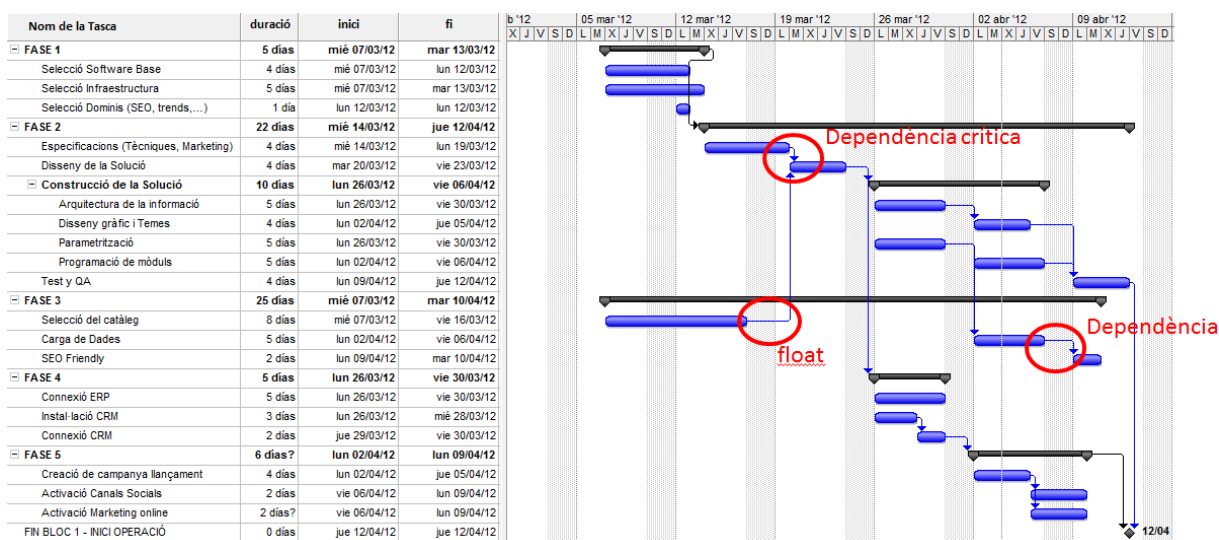 Nom de la Tasca duració inici fi b '12 05 mar '12 12 mar '12 19 mar '12 26 mar '12 02 abr '12 09 abr '12
X J V S D L M X J V S D L M X J V S D L M X J V S D L M X J V S D L M X J V S D L M X J V S D
FASE 1 5 días mié 07/03/12 mar 13/03/12
Selecció Software Base 4 días mié 07/03/12 lun 12/03/12
Selecció Infraestructura 5 días mié 07/03/12 mar 13/03/12
Selecció Dominis (SEO, trends,...) 1 día lun 12/03/12 lun 12/03/12
FASE 2 22 días mié 14/03/12 jue 12/04/12
Dependència crítica
Especificacions (Tècniques, Marketing) 4 días mié 14/03/12 lun 19/03/12
Disseny de la Solució 4 días mar 20/03/12 vie 23/03/12
Construcció de la Solució 10 días lun 26/03/12 vie 06/04/12
Arquitectura de la informació 5 días lun 26/03/12 vie 30/03/12
Disseny gràfic i Temes 4 días lun 02/04/12 jue 05/04/12
Parametrització 5 días lun 26/03/12 vie 30/03/12
Programació de mòduls 5 días lun 02/04/12 vie 06/04/12
Test y QA 4 días lun 09/04/12 jue 12/04/12
FASE 3 25 días mié 07/03/12 mar 10/04/12
Selecció del catàleg 8 días mié 07/03/12 vie 16/03/12
Dependència
Carga de Dades 5 días lun 02/04/12 vie 06/04/12
float
SEO Friendly 2 días lun 09/04/12 mar 10/04/12
FASE 4 5 días lun 26/03/12 vie 30/03/12
Connexió ERP 5 días lun 26/03/12 vie 30/03/12
Instal·lació CRM 3 días lun 26/03/12 mié 28/03/12
Connexió CRM 2 días jue 29/03/12 vie 30/03/12
FASE 5 6 días? lun 02/04/12 lun 09/04/12
Creació de campanya llançament 4 días lun 02/04/12 jue 05/04/12
Activació Canals Socials 2 días vie 06/04/12 lun 09/04/12
Activació Marketing online 2 días? vie 06/04/12 lun 09/04/12
FIN BLOC 1 - INICI OPERACIÓ 0 días jue 12/04/12 jue 12/04/12 12/04